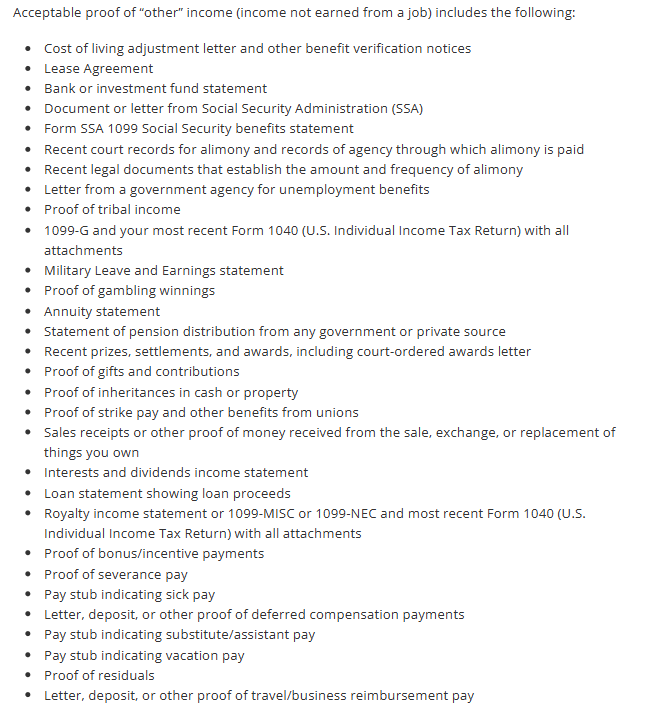 Acceptable proof of “other” income (income not earned from a job) includes the following:
• Cost of living adjustment letter and other benefit verification notices
• Lease Agreement
• Bank or investment fund statement
• Document or letter from Social Security Administration (SSA)
• Form SSA 1099 Social Security benefits statement
• Recent court records for alimony and records of agency through which alimony is paid
• Recent legal documents that establish the amount and frequency of alimony
• Letter from a government agency for unemployment benefits
• Proof of tribal income
• 1099-G and your most recent Form 1040 (U.S. Individual Income Tax Return) with all
attachments
• Military Leave and Earnings statement
• Proof of gambling winnings
• Annuity statement
• Statement of pension distribution from any government or private source
• Recent prizes, settlements, and awards, including court-ordered awards letter
• Proof of gifts and contributions
• Proof of inheritances in cash or property
• Proof of strike pay and other benefits from unions
• Sales receipts or other proof of money received from the sale, exchange, or replacement of
things you own
• Interests and dividends income statement
• Loan statement showing loan proceeds
• Royalty income statement or 1099-MISC or 1099-NEC and most recent Form 1040 (U.S.
Individual Income Tax Return) with all attachments
• Proof of bonus/incentive payments
• Proof of severance pay
• Pay stub indicating sick pay
• Letter, deposit, or other proof of deferred compensation payments
• Pay stub indicating substitute/assistant pay
• Pay stub indicating vacation pay
• Proof of residuals
• Letter, deposit, or other proof of travel/business reimbursement pay